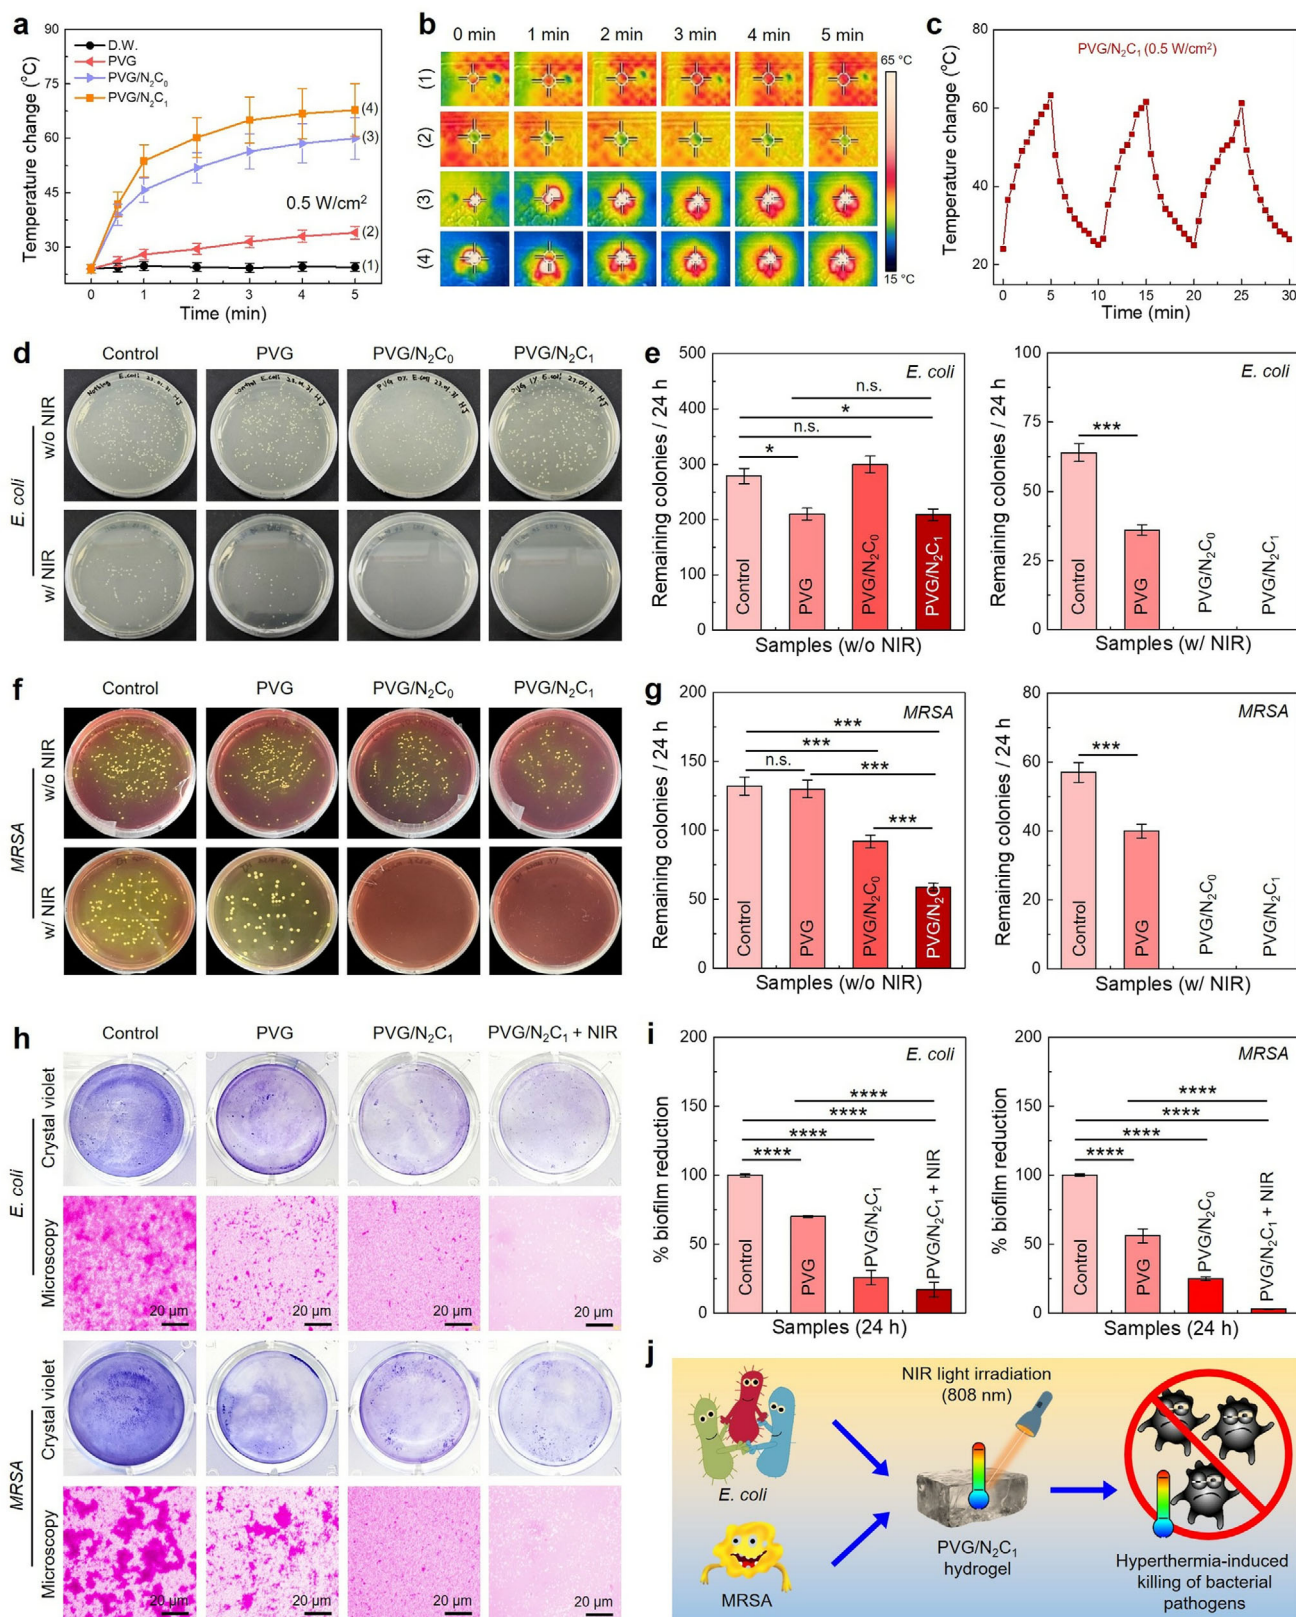 a
90
75
60
45
30
Temperature change (°C)
D.W.
PVG
PVG/N₂C₀
PVG/N₂C₁
(4)
(3)
0.5 W/cm²
(2)
(1)
0 1 2 3 4 5
Time (min)
b
0 min 1 min 2 min 3 min 4 min 5 min
(1)
(2)
(3)
(4)
65 °C
15 °C
c
80
60
40
20
Temperature change (°C)
PVG/N₂C₁ (0.5 W/cm²)
0 5 10 15 20 25 30
Time (min)
d
Control PVG PVG/N₂C₀ PVG/N₂C₁
E. coli
w/o NIR
w/ NIR
e
500
400
300
200
100
0
Remaining colonies / 24 h
E. coli
n.s.
*
n.s.
*
Control
PVG
PVG/N₂C₀
PVG/N₂C₁
Samples (w/o NIR)
100
75
50
25
0
Remaining colonies / 24 h
E. coli
***
Control
PVG
PVG/N₂C₀
PVG/N₂C₁
Samples (w/ NIR)
f
Control PVG PVG/N₂C₀ PVG/N₂C₁
MRSA
w/o NIR
w/ NIR
g
200
150
100
50
0
Remaining colonies / 24 h
MRSA
***
***
n.s.
***
***
Control
PVG
PVG/N₂C₀
PVG/N₂C
Samples (w/o NIR)
80
60
40
20
0
Remaining colonies / 24 h
MRSA
***
Control
PVG
PVG/N₂C₀
PVG/N₂C₁
Samples (w/ NIR)
h
Control PVG PVG/N₂C₁ PVG/N₂C₁ + NIR
E. coli
Crystal violet
Microscopy
20 µm 20 µm 20 µm 20 µm
MRSA
Crystal violet
Microscopy
20 µm 20 µm 20 µm 20 µm
i
200
150
100
50
0
% biofilm reduction
E. coli
****
****
****
****
Control
PVG
PVG/N₂C₁
PVG/N₂C₁ + NIR
Samples (24 h)
200
150
100
50
0
% biofilm reduction
MRSA
****
****
****
****
Control
PVG
PVG/N₂C₀
PVG/N₂C₁ + NIR
Samples (24 h)
j
NIR light irradiation
(808 nm)
E. coli
MRSA
PVG/N₂C₁
hydrogel
Hyperthermia-induced
killing of bacterial
pathogens